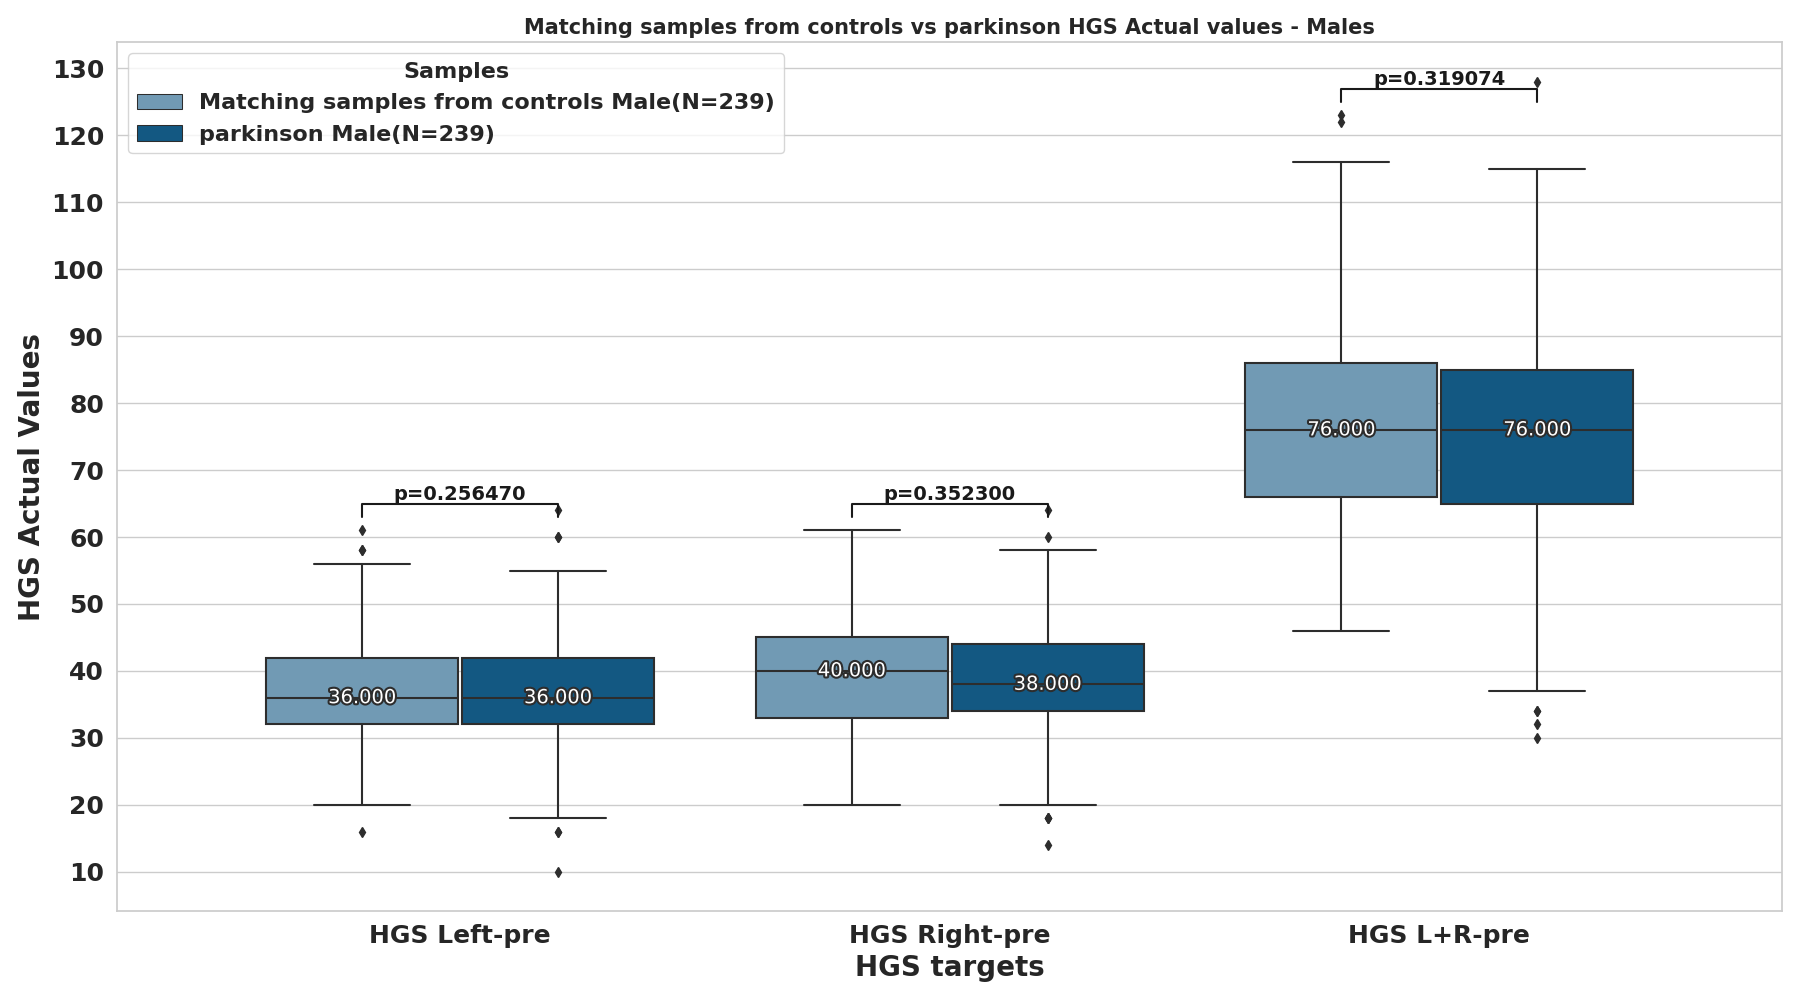 Matching samples from controls vs parkinson HGS Actual values - Males
Samples
Matching samples from controls Male(N=239)
parkinson Male(N=239)
HGS Actual Values
130
120
110
100
90
80
70
60
50
40
30
20
10
p=0.256470
p=0.352300
p=0.319074
36.000
36.000
40.000
38.000
76.000
76.000
HGS Left-pre
HGS Right-pre
HGS L+R-pre
HGS targets